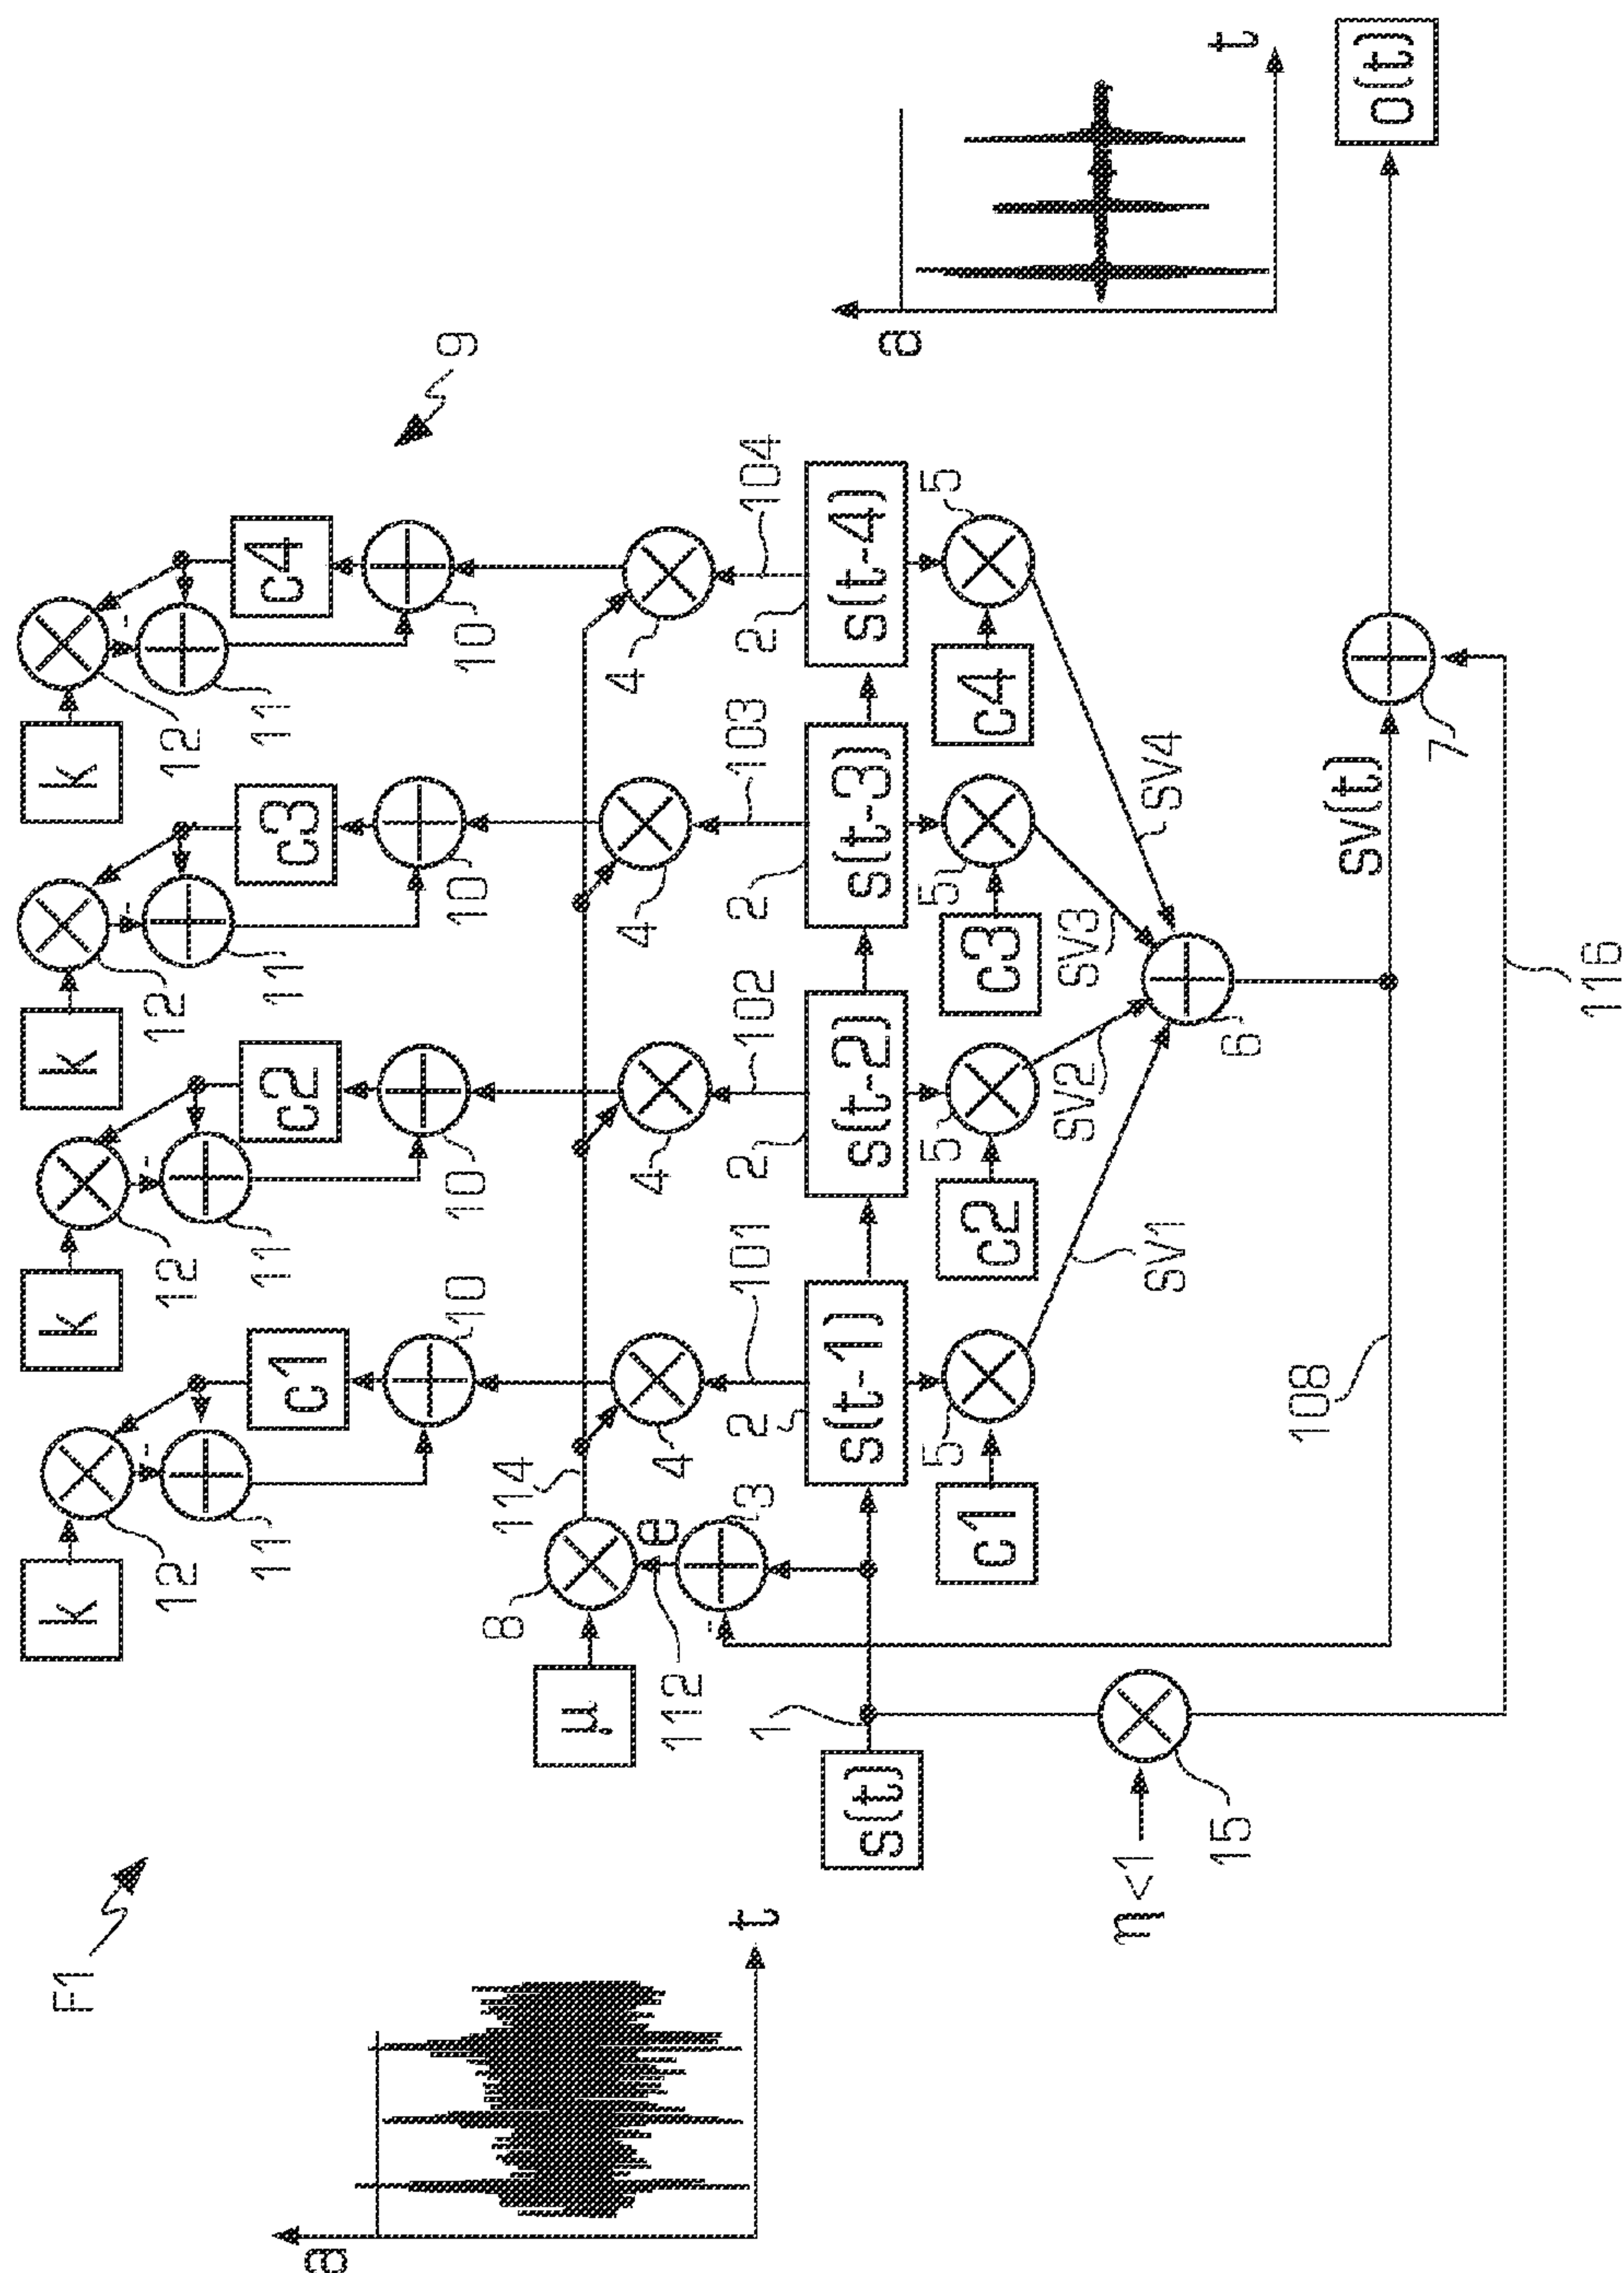 F1
9
k
k
k
k
12
12
12
12
11
11
11
11
c1
c2
c3
c4
10
10
10
10
114
μ
8
4
4
4
4
e
112
3
101
102
103
104
2
2
2
2
a
t
1
s(t)
s(t-1)
s(t-2)
s(t-3)
s(t-4)
5
5
5
5
c1
c2
c3
c4
SV1
SV2
SV3
SV4
6
a
t
η<1
15
108
sv(t)
7
o(t)
116